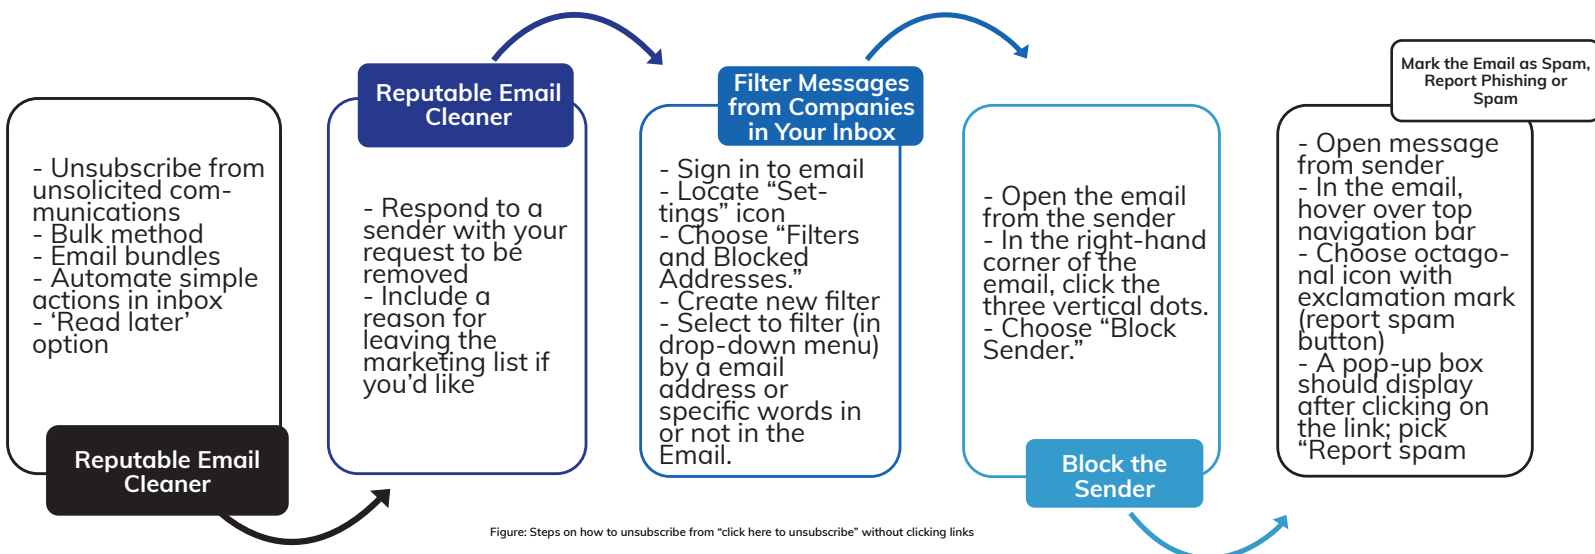 - Unsubscribe from
unsolicited com-
munications
- Bulk method
- Email bundles
- Automate simple
actions in inbox
- ‘Read later’
option
Reputable Email
Cleaner
Reputable Email
Cleaner
- Respond to a
sender with your
request to be
removed
- Include a
reason for
leaving the
marketing list if
you’d like
Filter Messages
from Companies
in Your Inbox
- Sign in to email
- Locate “Set-
tings” icon
- Choose “Filters
and Blocked
Addresses.”
- Create new filter
- Select to filter (in
drop-down menu)
by a email
address or
specific words in
or not in the
Email.
- Open the email
from the sender
- In the right-hand
corner of the
email, click the
three vertical dots.
- Choose “Block
Sender.”
Block the
Sender
Mark the Email as Spam,
Report Phishing or
Spam
- Open message
from sender
- In the email,
hover over top
navigation bar
- Choose octago-
nal icon with
exclamation mark
(report spam
button)
- A pop-up box
should display
after clicking on
the link; pick
“Report spam
Figure: Steps on how to unsubscribe from “click here to unsubscribe” without clicking links